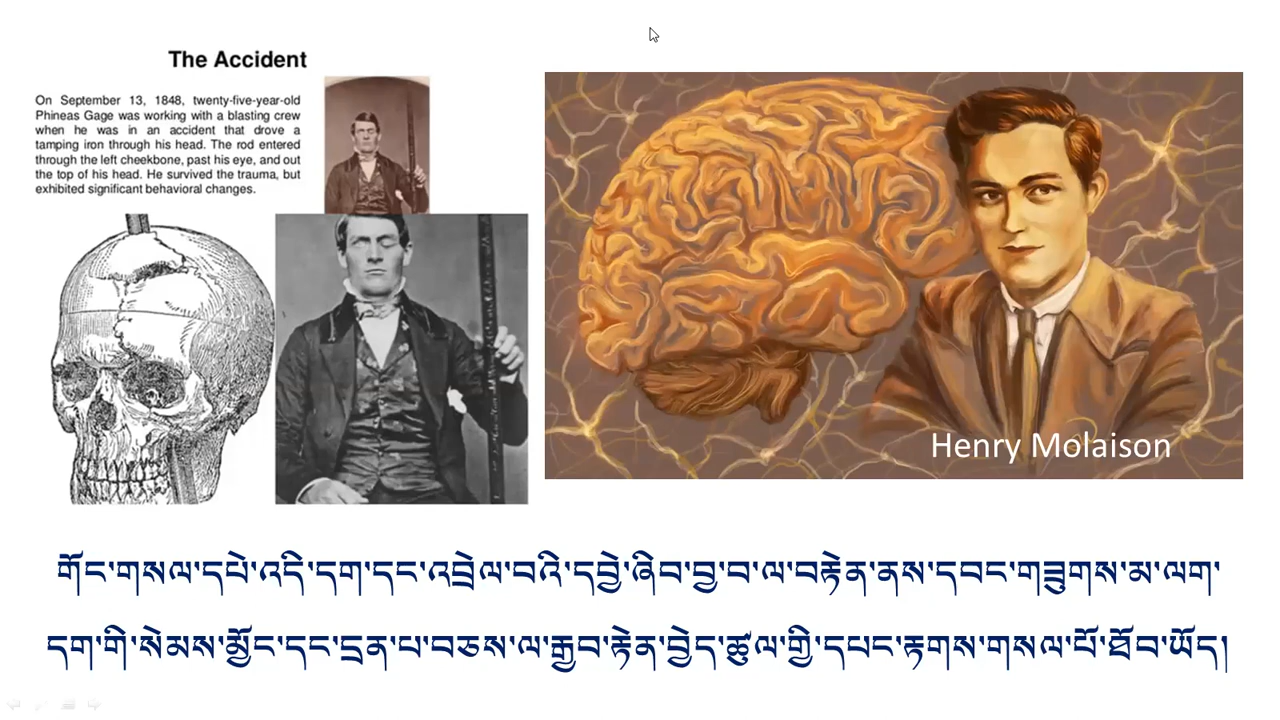 The Accident
On September 13, 1848, twenty-five-year-old
Phineas Gage was working with a blasting crew
when he was in an accident that drove a
tamping iron through his head. The rod entered
through the left cheekbone, past his eye, and out
the top of his head. He survived the trauma, but
exhibited significant behavioral changes.
Henry Molaison
གོང་གསལ་དཔེ་འདི་དག་དང་འབྲེལ་བའི་དབྱེ་ཞིབ་བྱ་བ་ལ་བརྟེན་ནས་དབང་གཟུགས་མ་ལག་
དག་གི་སེམས་མྱོང་དང་དྲན་པ་བཅས་ལ་རྒྱབ་རྟེན་བྱེད་ཚུལ་གྱི་དཔང་རྟགས་གསལ་པོ་ཐོབ་ཡོད།